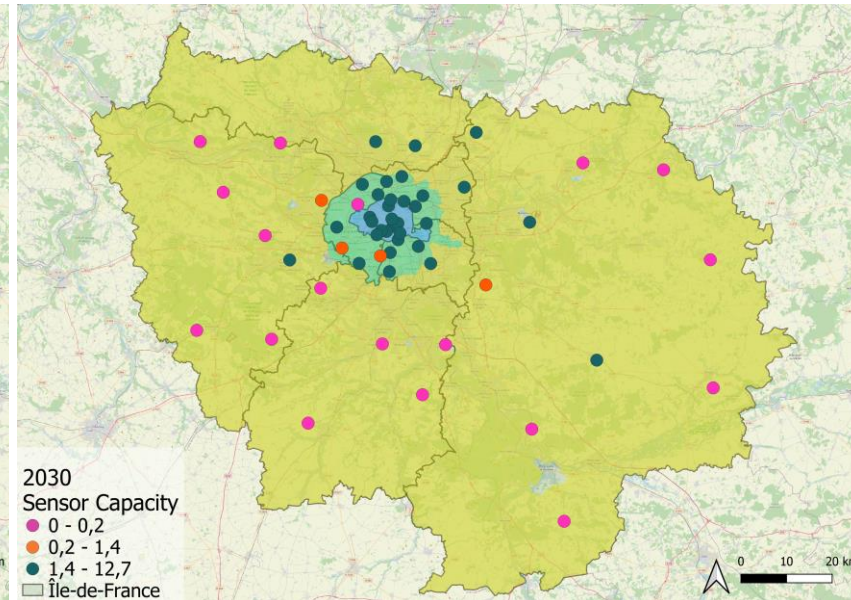 2030
Sensor Capacity
0 - 0,2
0,2 - 1,4
1,4 - 12,7
Île-de-France
0 10 20 km